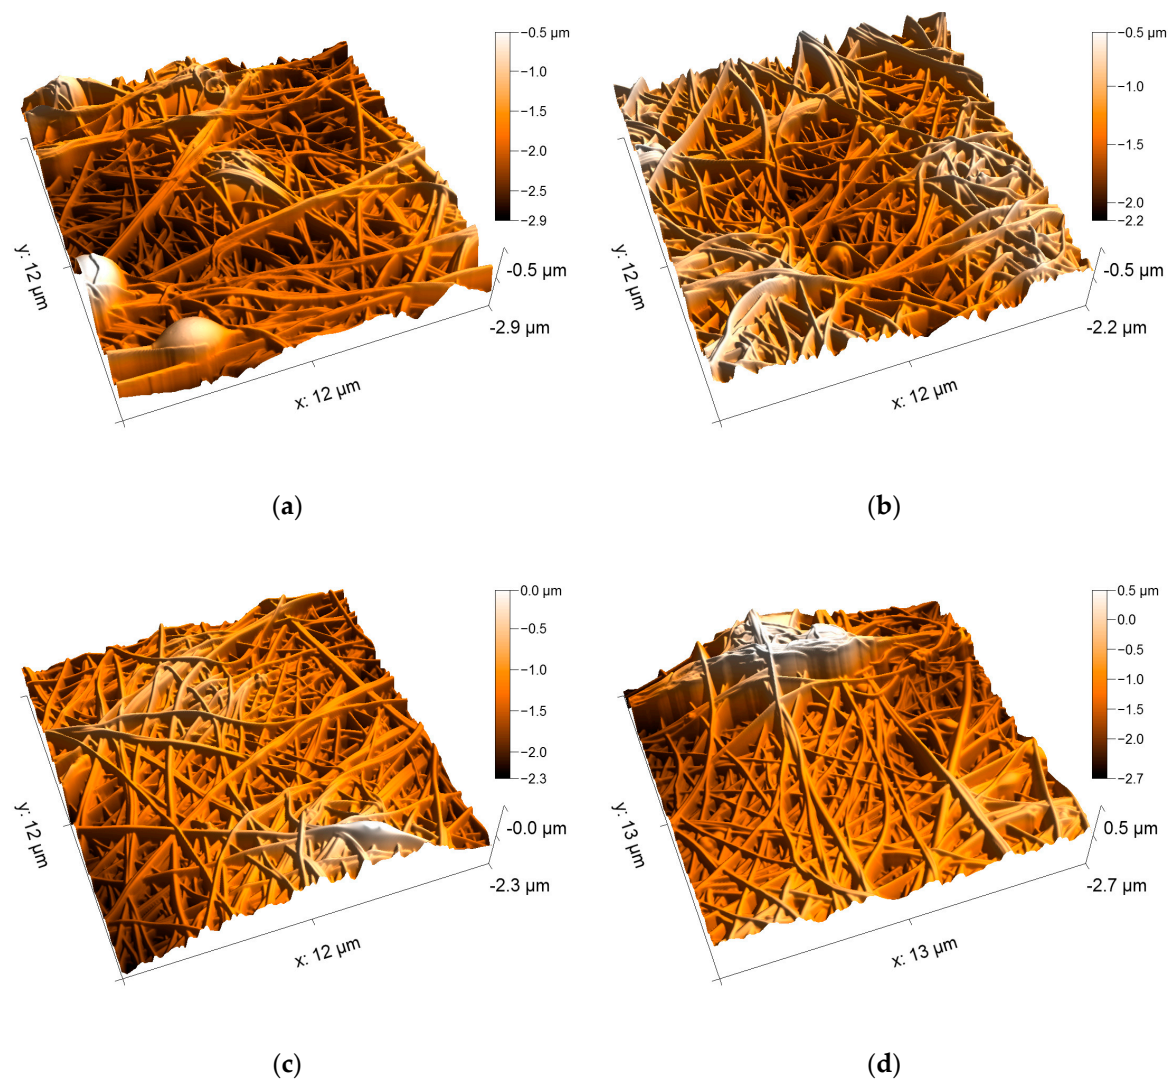 −0.5 µm
−1.0
−1.5
−2.0
−2.5
−2.9
-0.5 µm
-2.9 µm
y: 12 µm
x: 12 µm
(a)
−0.5 µm
−1.0
−1.5
−2.0
−2.2
-0.5 µm
-2.2 µm
y: 12 µm
x: 12 µm
(b)
0.0 µm
−0.5
−1.0
−1.5
−2.0
−2.3
-0.0 µm
-2.3 µm
y: 12 µm
x: 12 µm
(c)
0.5 µm
0.0
−0.5
−1.0
−1.5
−2.0
−2.7
0.5 µm
-2.7 µm
y: 13 µm
x: 13 µm
(d)